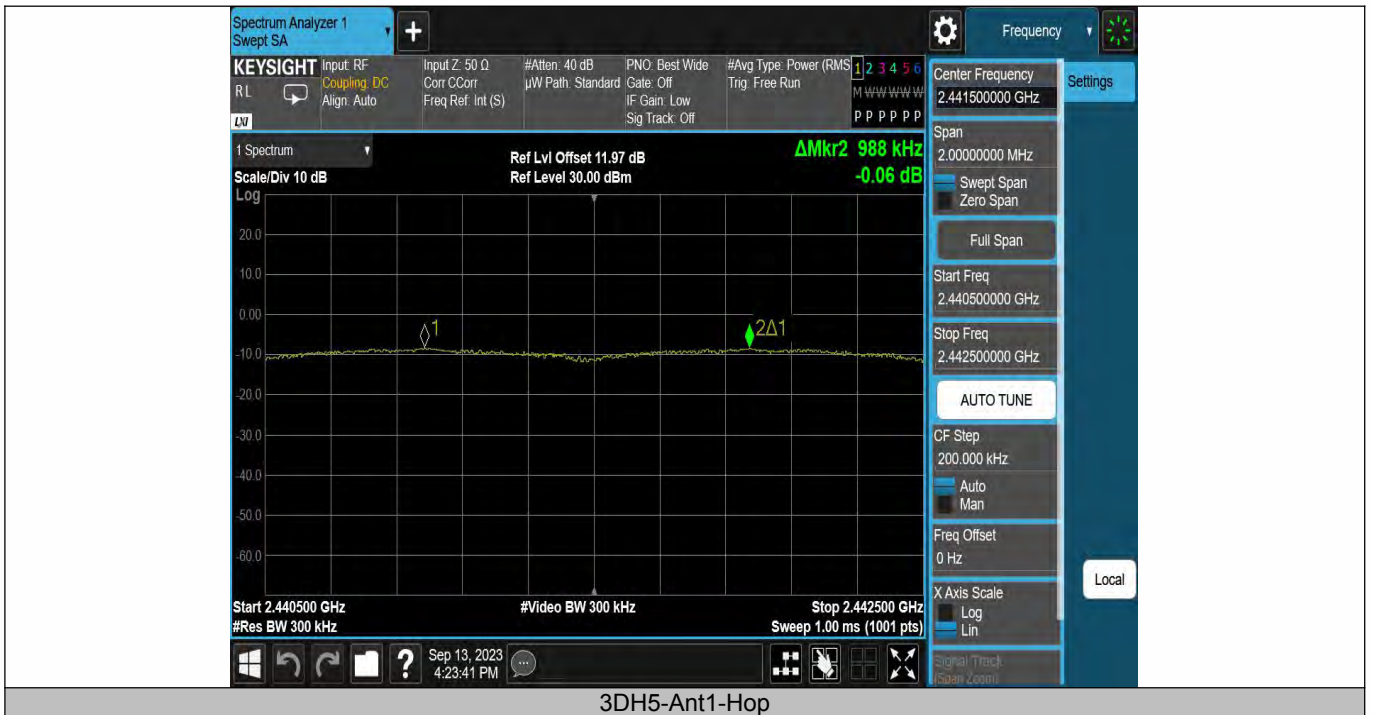 Spectrum Analyzer 1
Swept SA
+
Frequency
KEYSIGHT
RL
LXI
Input: RF
Coupling: DC
Align: Auto
Input Z: 50 Ω
Corr CCorr
Freq Ref: Int (S)
#Atten: 40 dB
µW Path: Standard
PNO: Best Wide
Gate: Off
IF Gain: Low
Sig Track: Off
#Avg Type: Power (RMS
Trig: Free Run
1 2 3 4 5 6
M W W W W W
P P P P P P
1 Spectrum
Scale/Div 10 dB
Log
Ref Lvl Offset 11.97 dB
Ref Level 30.00 dBm
ΔMkr2 988 kHz
-0.06 dB
20.0
10.0
0.00
-10.0
-20.0
-30.0
-40.0
-50.0
-60.0
1
2Δ1
Start 2.440500 GHz
#Res BW 300 kHz
#Video BW 300 kHz
Stop 2.442500 GHz
Sweep 1.00 ms (1001 pts)
Center Frequency
2.441500000 GHz
Settings
Span
2.00000000 MHz
Swept Span
Zero Span
Full Span
Start Freq
2.440500000 GHz
Stop Freq
2.442500000 GHz
AUTO TUNE
CF Step
200.000 kHz
Auto
Man
Freq Offset
0 Hz
X Axis Scale
Log
Lin
Signal Track
(Span Zoom)
Local
?
Sep 13, 2023
4:23:41 PM
3DH5-Ant1-Hop